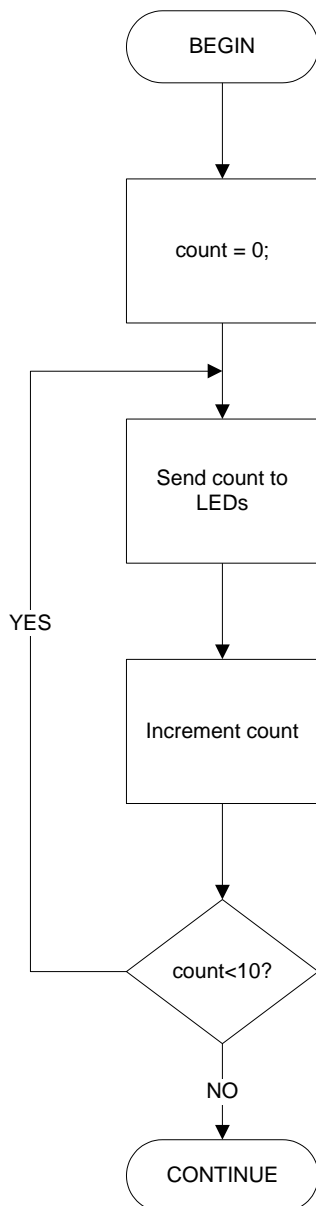 BEGIN
count = 0;
Send count to
LEDs
YES
Increment count
count<10?
NO
CONTINUE